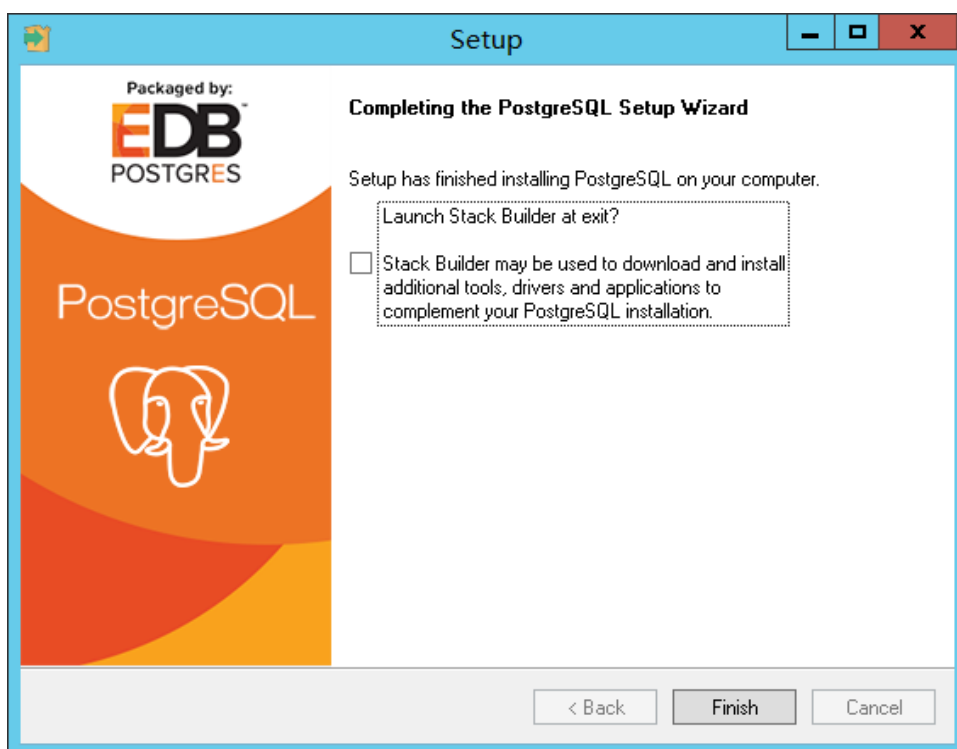 Setup
Packaged by:
EDB™
POSTGRES
PostgreSQL
Completing the PostgreSQL Setup Wizard
Setup has finished installing PostgreSQL on your computer.
Launch Stack Builder at exit?
Stack Builder may be used to download and install
additional tools, drivers and applications to
complement your PostgreSQL installation.
< Back
Finish
Cancel